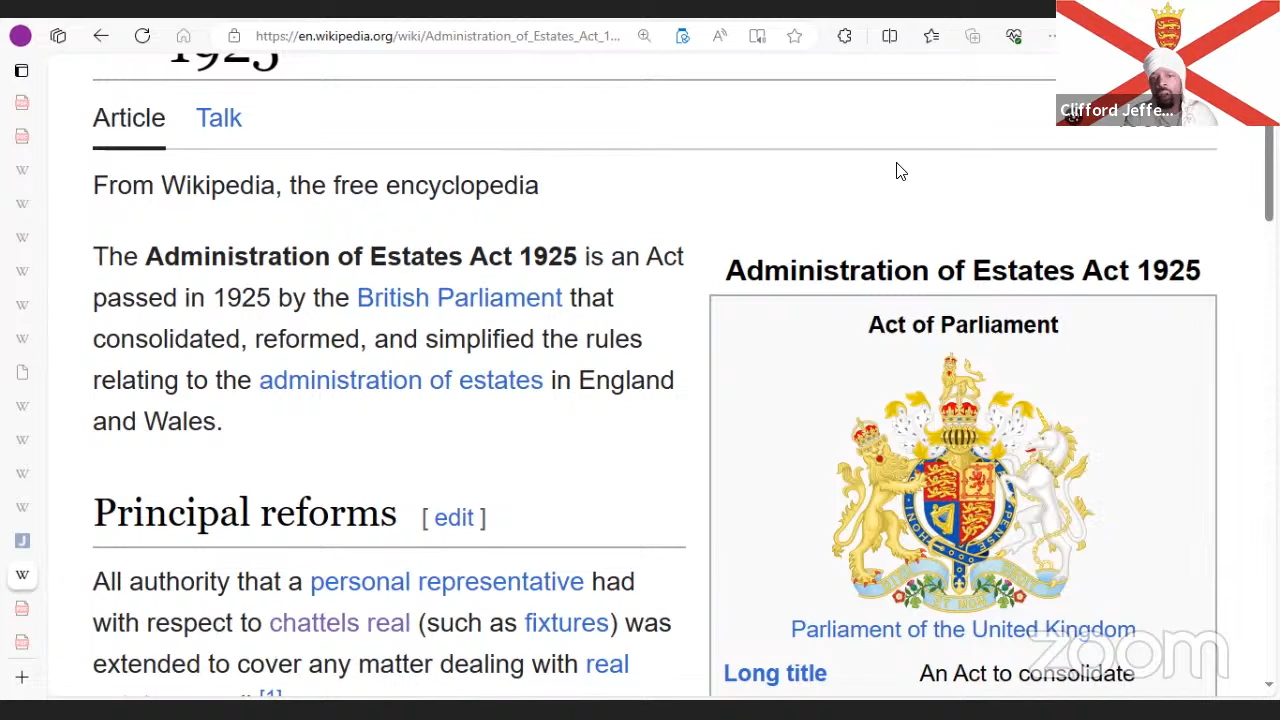 https://en.wikipedia.org/wiki/Administration_of_Estates_Act_1...
Clifford Jeffe...
1925
Article Talk
From Wikipedia, the free encyclopedia
The Administration of Estates Act 1925 is an Act
passed in 1925 by the British Parliament that
consolidated, reformed, and simplified the rules
relating to the administration of estates in England
and Wales.
Principal reforms [ edit ]
All authority that a personal representative had
with respect to chattels real (such as fixtures) was
extended to cover any matter dealing with real
[1]
Administration of Estates Act 1925
Act of Parliament
Parliament of the United Kingdom
Long title An Act to consolidate
zoom